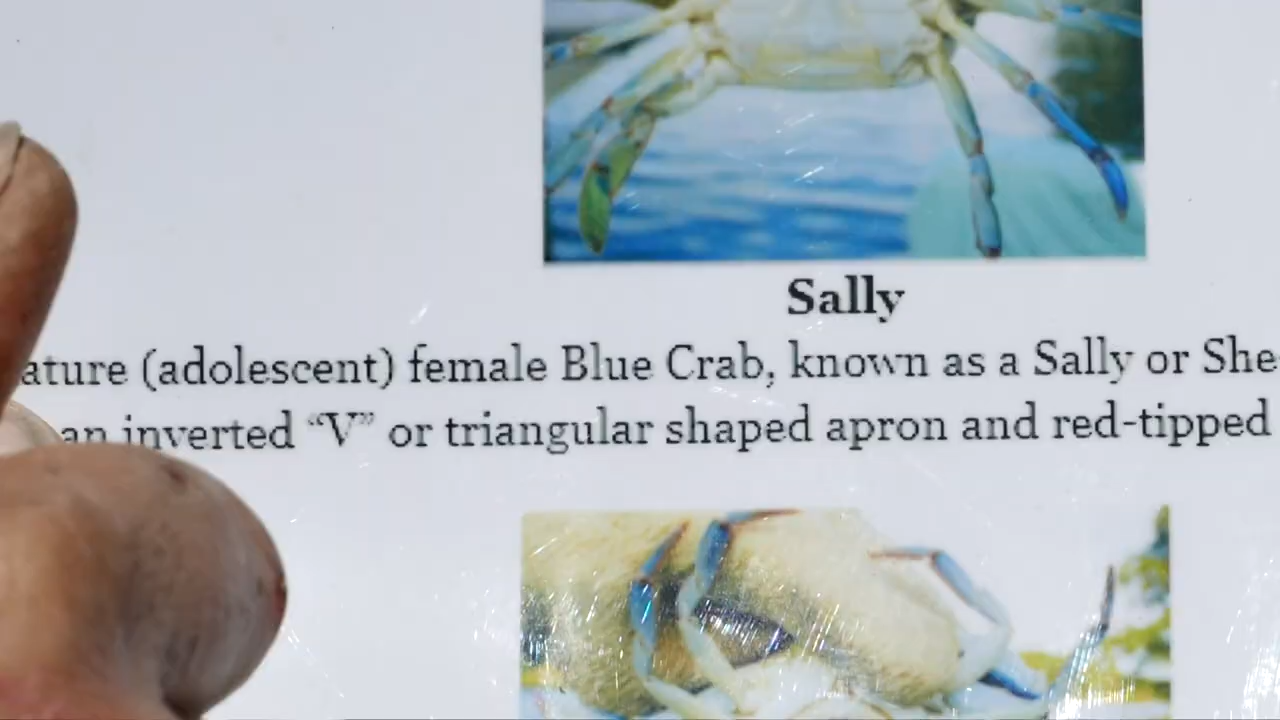 Sally
ature (adolescent) female Blue Crab, known as a Sally or She-
an inverted “V” or triangular shaped apron and red-tipped